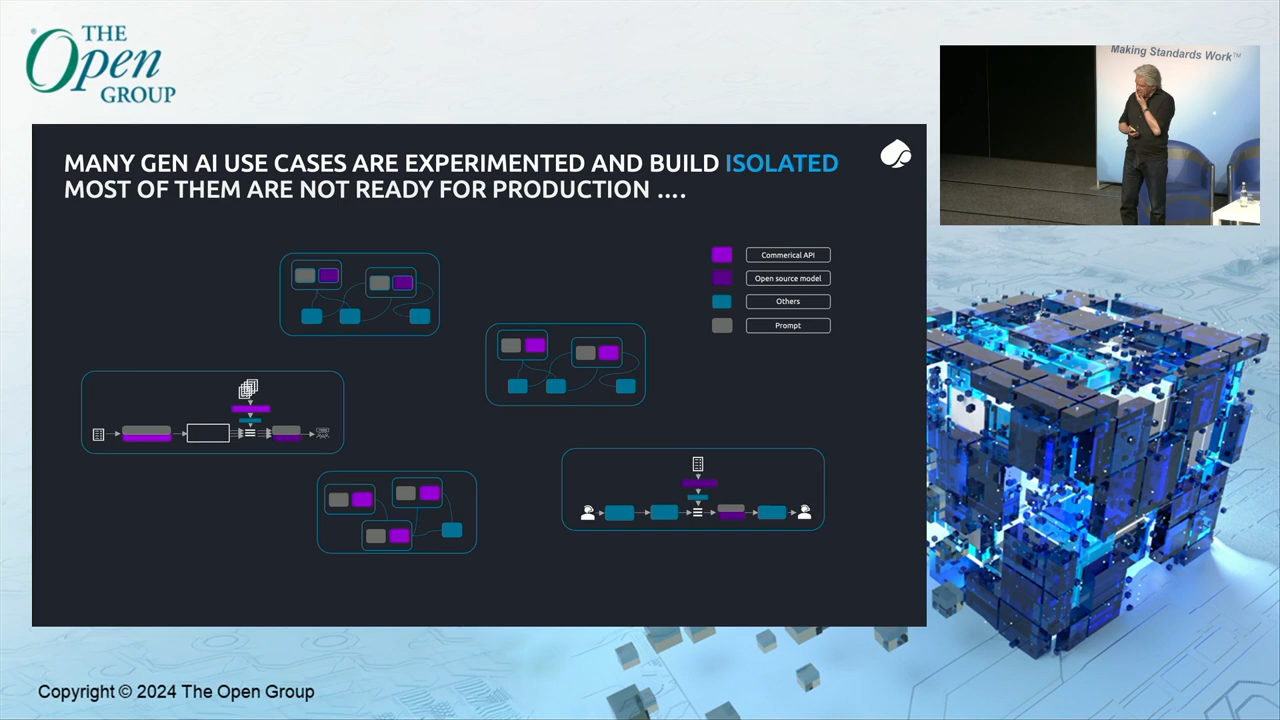 THE
Open
GROUP
Making Standards Work™
MANY GEN AI USE CASES ARE EXPERIMENTED AND BUILD ISOLATED
MOST OF THEM ARE NOT READY FOR PRODUCTION ....
Commerical API
Open source model
Others
Prompt
Copyright © 2024 The Open Group